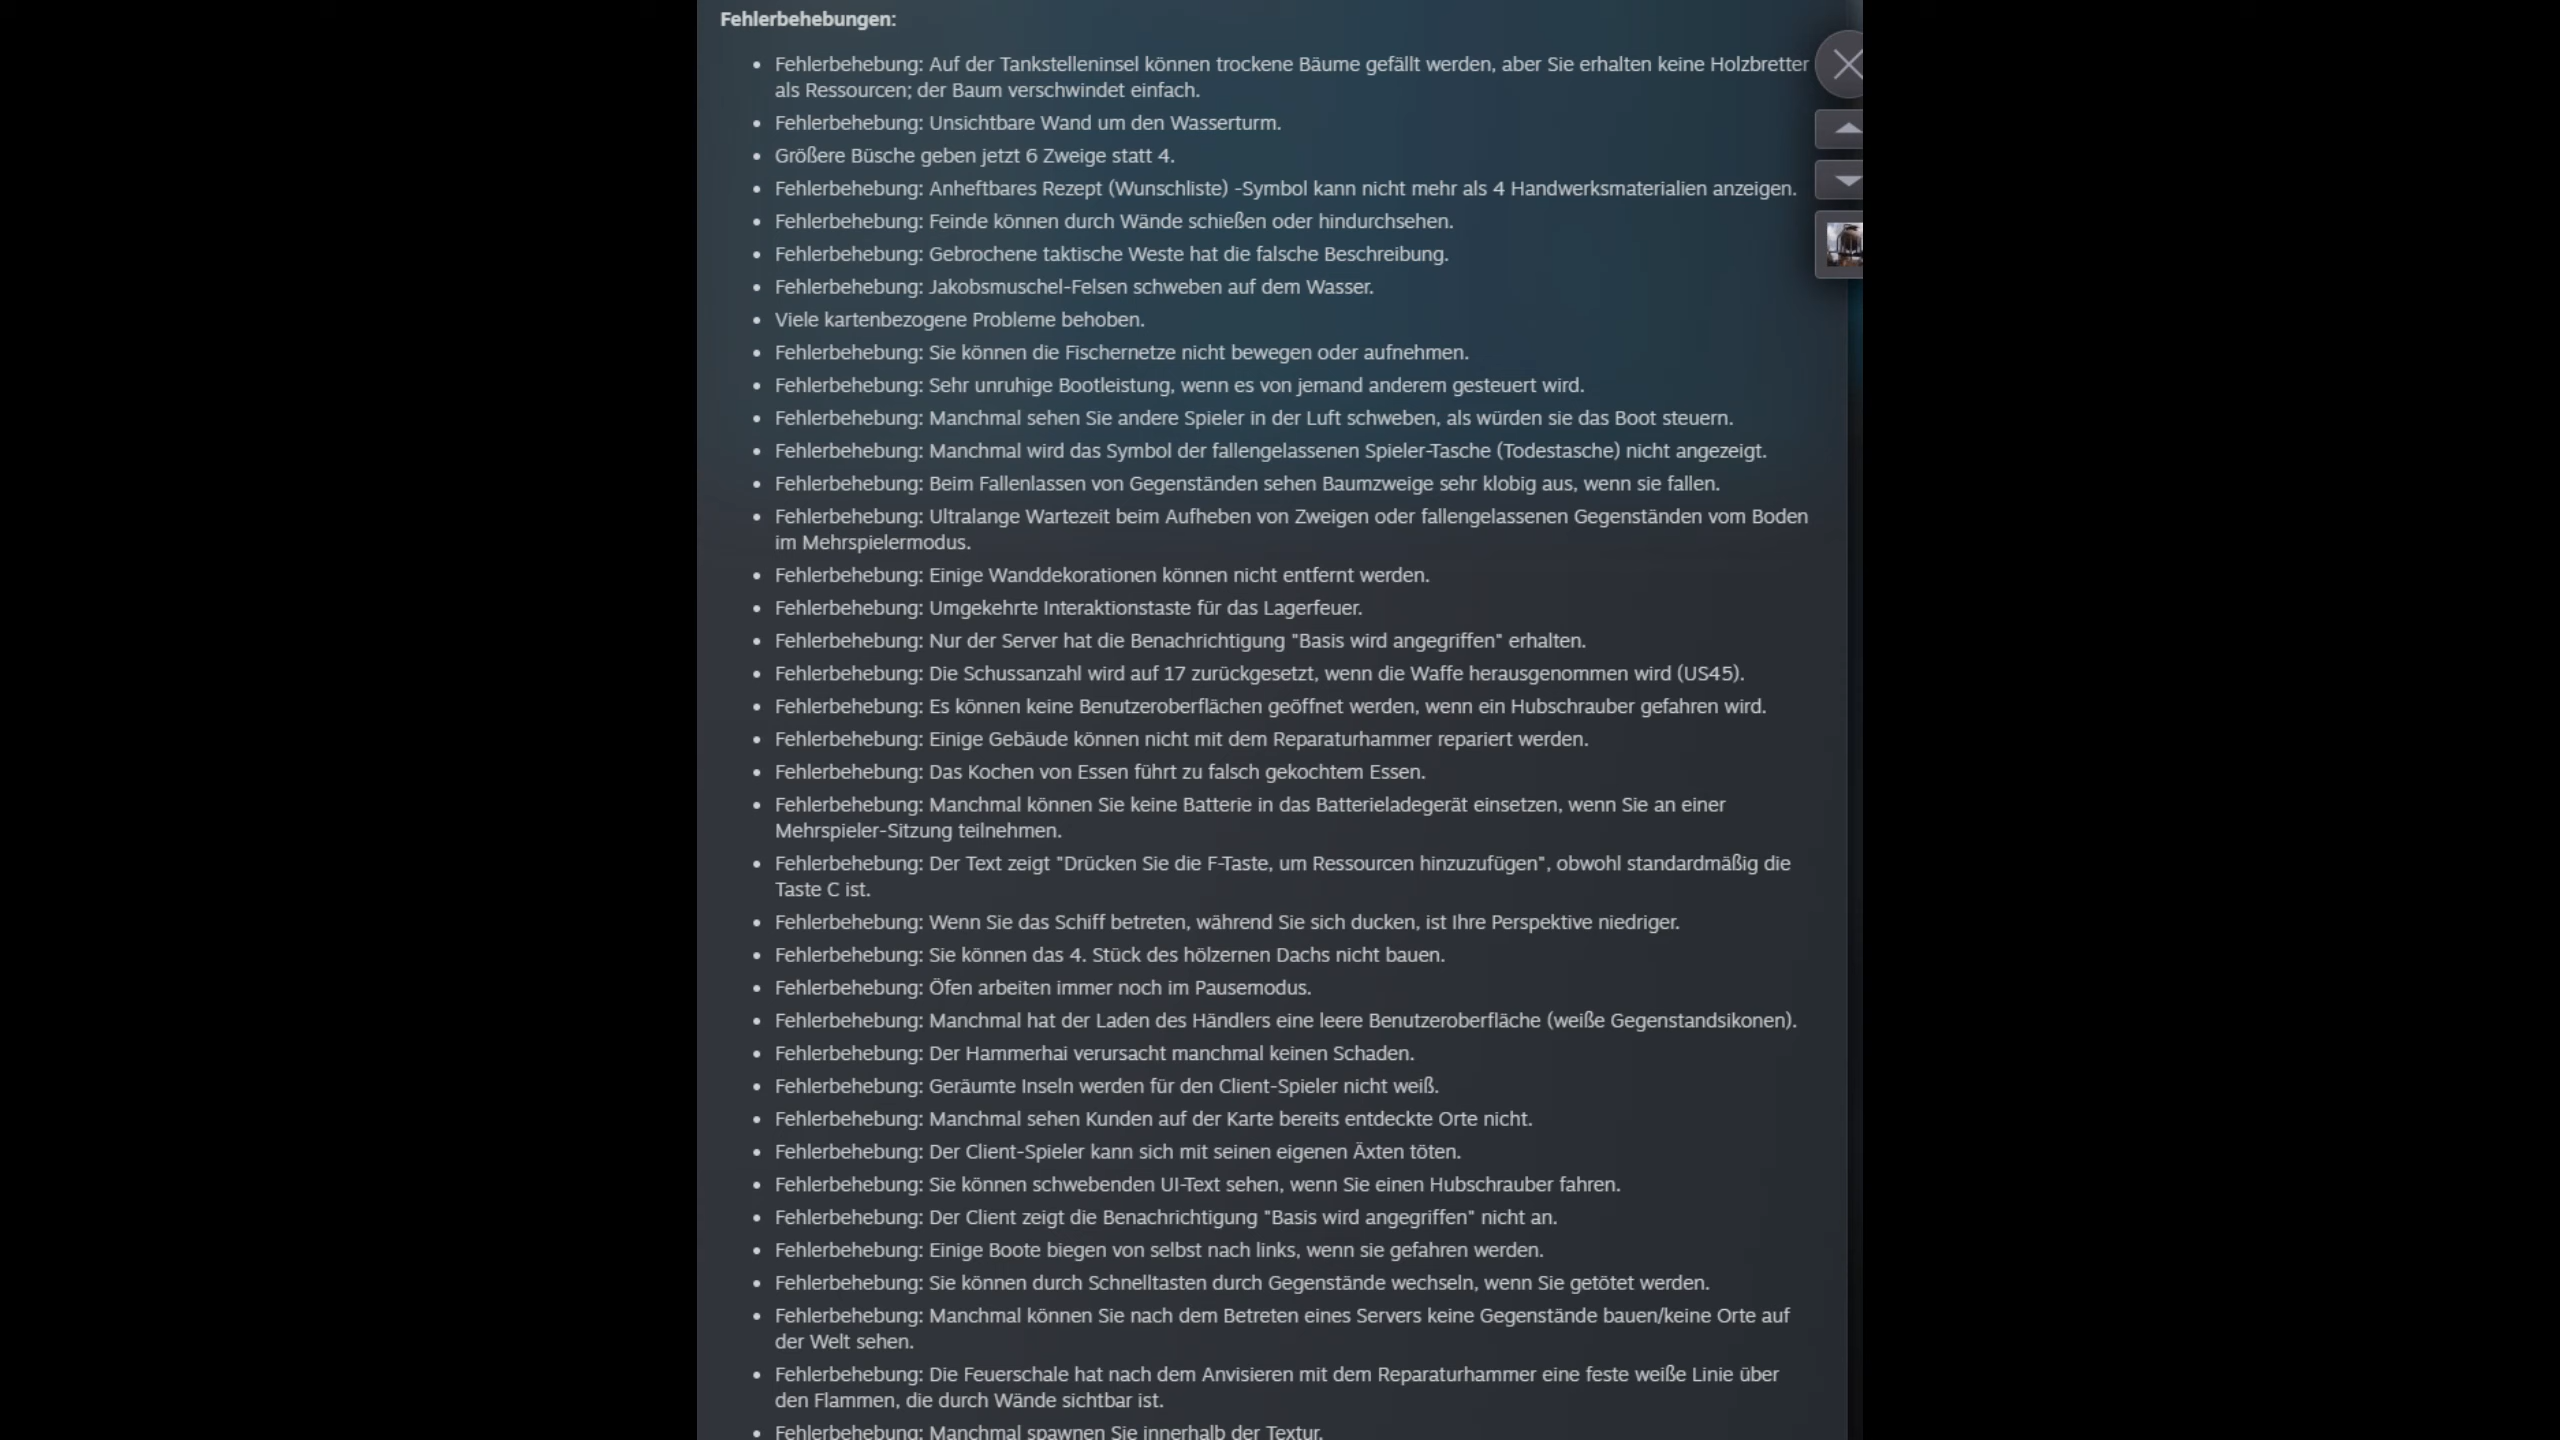 Fehlerbehebungen:
Fehlerbehebung: Auf der Tankstelleninsel können trockene Bäume gefällt werden, aber Sie erhalten keine Holzbretter
als Ressourcen; der Baum verschwindet einfach.
Fehlerbehebung: Unsichtbare Wand um den Wasserturm.
Größere Büsche geben jetzt 6 Zweige statt 4.
Fehlerbehebung: Anheftbares Rezept (Wunschliste) -Symbol kann nicht mehr als 4 Handwerksmaterialien anzeigen.
Fehlerbehebung: Feinde können durch Wände schießen oder hindurchsehen.
Fehlerbehebung: Gebrochene taktische Weste hat die falsche Beschreibung.
Fehlerbehebung: Jakobsmuschel-Felsen schweben auf dem Wasser.
Viele kartenbezogene Probleme behoben.
Fehlerbehebung: Sie können die Fischernetze nicht bewegen oder aufnehmen.
Fehlerbehebung: Sehr unruhige Bootleistung, wenn es von jemand anderem gesteuert wird.
Fehlerbehebung: Manchmal sehen Sie andere Spieler in der Luft schweben, als würden sie das Boot steuern.
Fehlerbehebung: Manchmal wird das Symbol der fallengelassenen Spieler-Tasche (Todestasche) nicht angezeigt.
Fehlerbehebung: Beim Fallenlassen von Gegenständen sehen Baumzweige sehr klobig aus, wenn sie fallen.
Fehlerbehebung: Ultralange Wartezeit beim Aufheben von Zweigen oder fallengelassenen Gegenständen vom Boden
im Mehrspielermodus.
Fehlerbehebung: Einige Wanddekorationen können nicht entfernt werden.
Fehlerbehebung: Umgekehrte Interaktionstaste für das Lagerfeuer.
Fehlerbehebung: Nur der Server hat die Benachrichtigung "Basis wird angegriffen" erhalten.
Fehlerbehebung: Die Schussanzahl wird auf 17 zurückgesetzt, wenn die Waffe herausgenommen wird (US45).
Fehlerbehebung: Es können keine Benutzeroberflächen geöffnet werden, wenn ein Hubschrauber gefahren wird.
Fehlerbehebung: Einige Gebäude können nicht mit dem Reparaturhammer repariert werden.
Fehlerbehebung: Das Kochen von Essen führt zu falsch gekochtem Essen.
Fehlerbehebung: Manchmal können Sie keine Batterie in das Batterieladegerät einsetzen, wenn Sie an einer
Mehrspieler-Sitzung teilnehmen.
Fehlerbehebung: Der Text zeigt "Drücken Sie die F-Taste, um Ressourcen hinzuzufügen", obwohl standardmäßig die
Taste C ist.
Fehlerbehebung: Wenn Sie das Schiff betreten, während Sie sich ducken, ist Ihre Perspektive niedriger.
Fehlerbehebung: Sie können das 4. Stück des hölzernen Dachs nicht bauen.
Fehlerbehebung: Öfen arbeiten immer noch im Pausemodus.
Fehlerbehebung: Manchmal hat der Laden des Händlers eine leere Benutzeroberfläche (weiße Gegenstandsikonen).
Fehlerbehebung: Der Hammerhai verursacht manchmal keinen Schaden.
Fehlerbehebung: Geräumte Inseln werden für den Client-Spieler nicht weiß.
Fehlerbehebung: Manchmal sehen Kunden auf der Karte bereits entdeckte Orte nicht.
Fehlerbehebung: Der Client-Spieler kann sich mit seinen eigenen Äxten töten.
Fehlerbehebung: Sie können schwebenden UI-Text sehen, wenn Sie einen Hubschrauber fahren.
Fehlerbehebung: Der Client zeigt die Benachrichtigung "Basis wird angegriffen" nicht an.
Fehlerbehebung: Einige Boote biegen von selbst nach links, wenn sie gefahren werden.
Fehlerbehebung: Sie können durch Schnelltasten durch Gegenstände wechseln, wenn Sie getötet werden.
Fehlerbehebung: Manchmal können Sie nach dem Betreten eines Servers keine Gegenstände bauen/keine Orte auf
der Welt sehen.
Fehlerbehebung: Die Feuerschale hat nach dem Anvisieren mit dem Reparaturhammer eine feste weiße Linie über
den Flammen, die durch Wände sichtbar ist.
Fehlerbehebung: Manchmal spawnen Sie innerhalb der Textur.